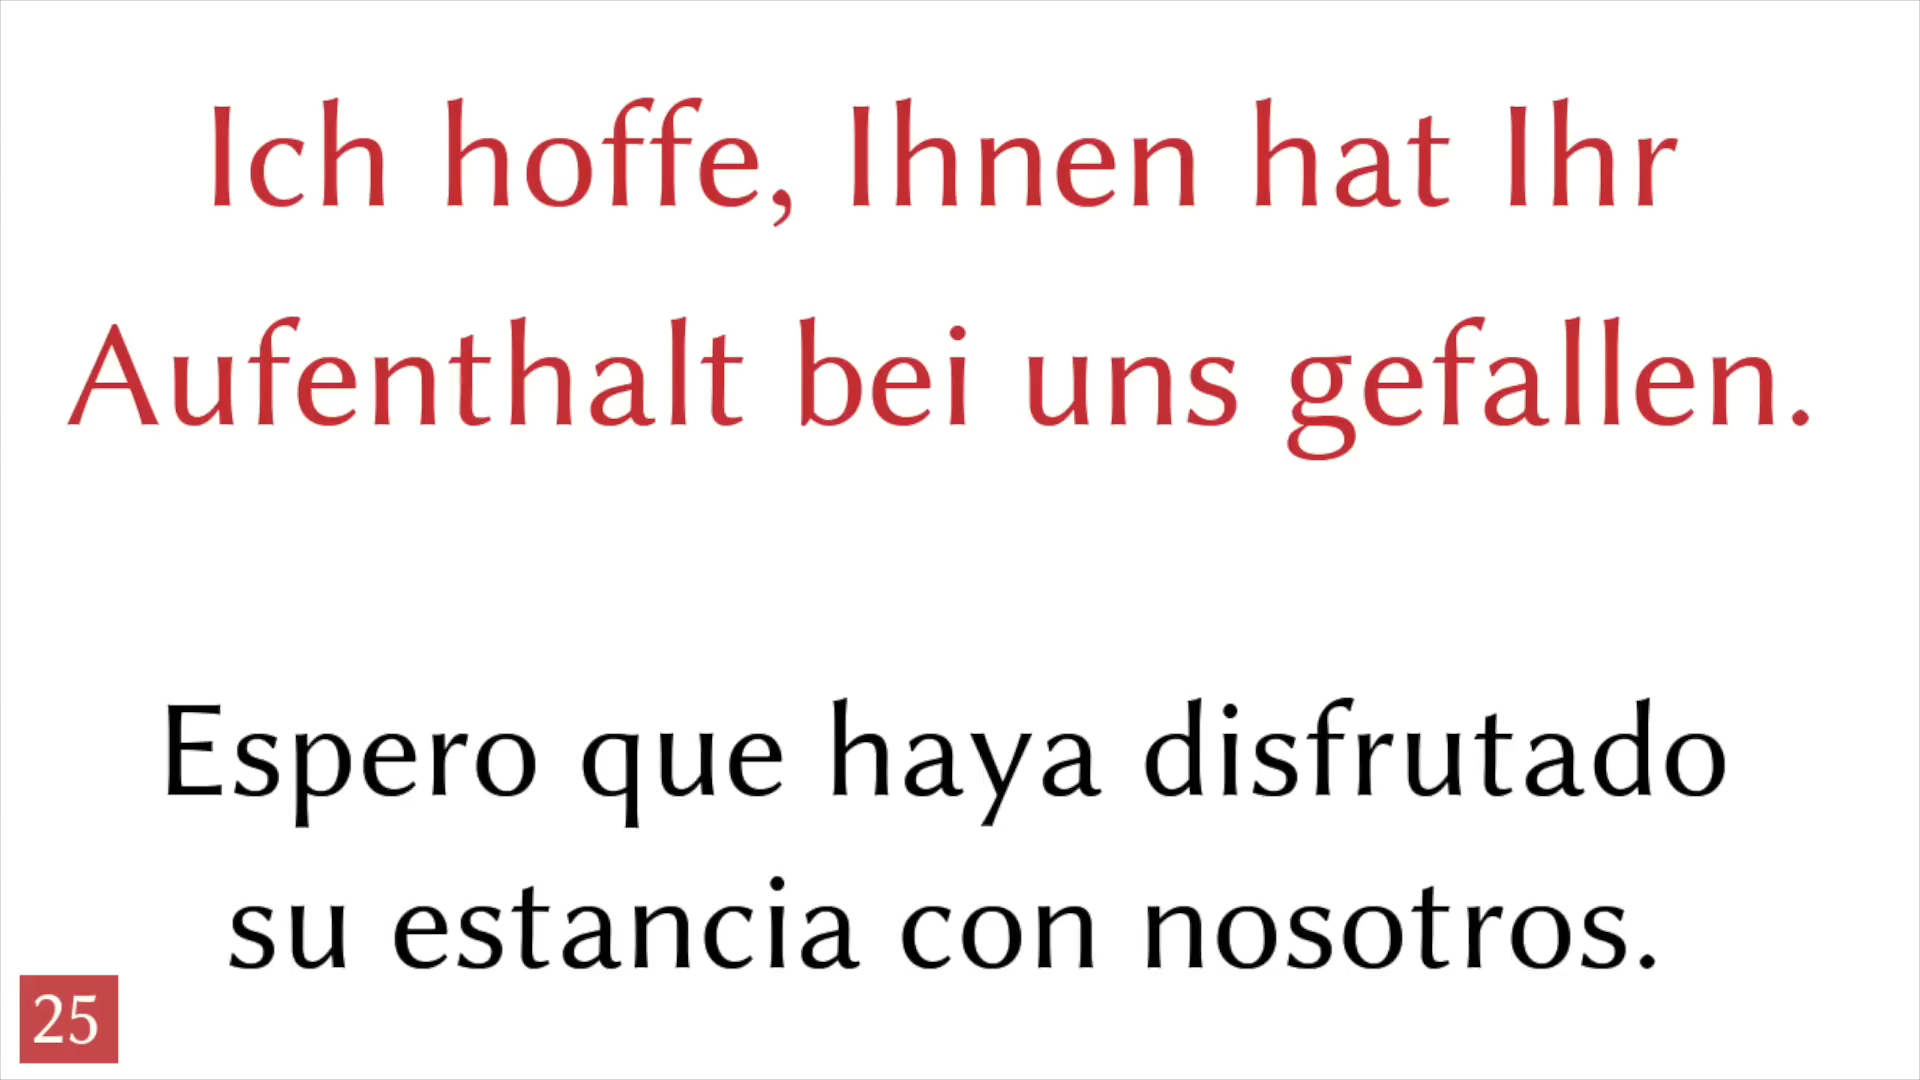 Ich hoffe, Ihnen hat Ihr
Aufenthalt bei uns gefallen.
Espero que haya disfrutado
su estancia con nosotros.
25